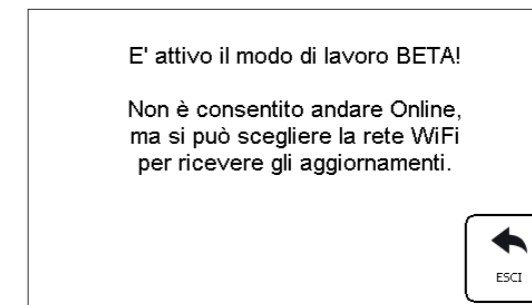 E' attivo il modo di lavoro BETA!
Non è consentito andare Online,
ma si può scegliere la rete WiFi
per ricevere gli aggiornamenti.
ESCI